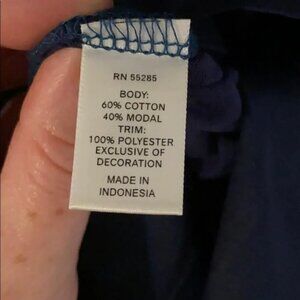 RN 55285
BODY:
60% COTTON
40% MODAL
TRIM:
100% POLYESTER
EXCLUSIVE OF
DECORATION
MADE IN
INDONESIA